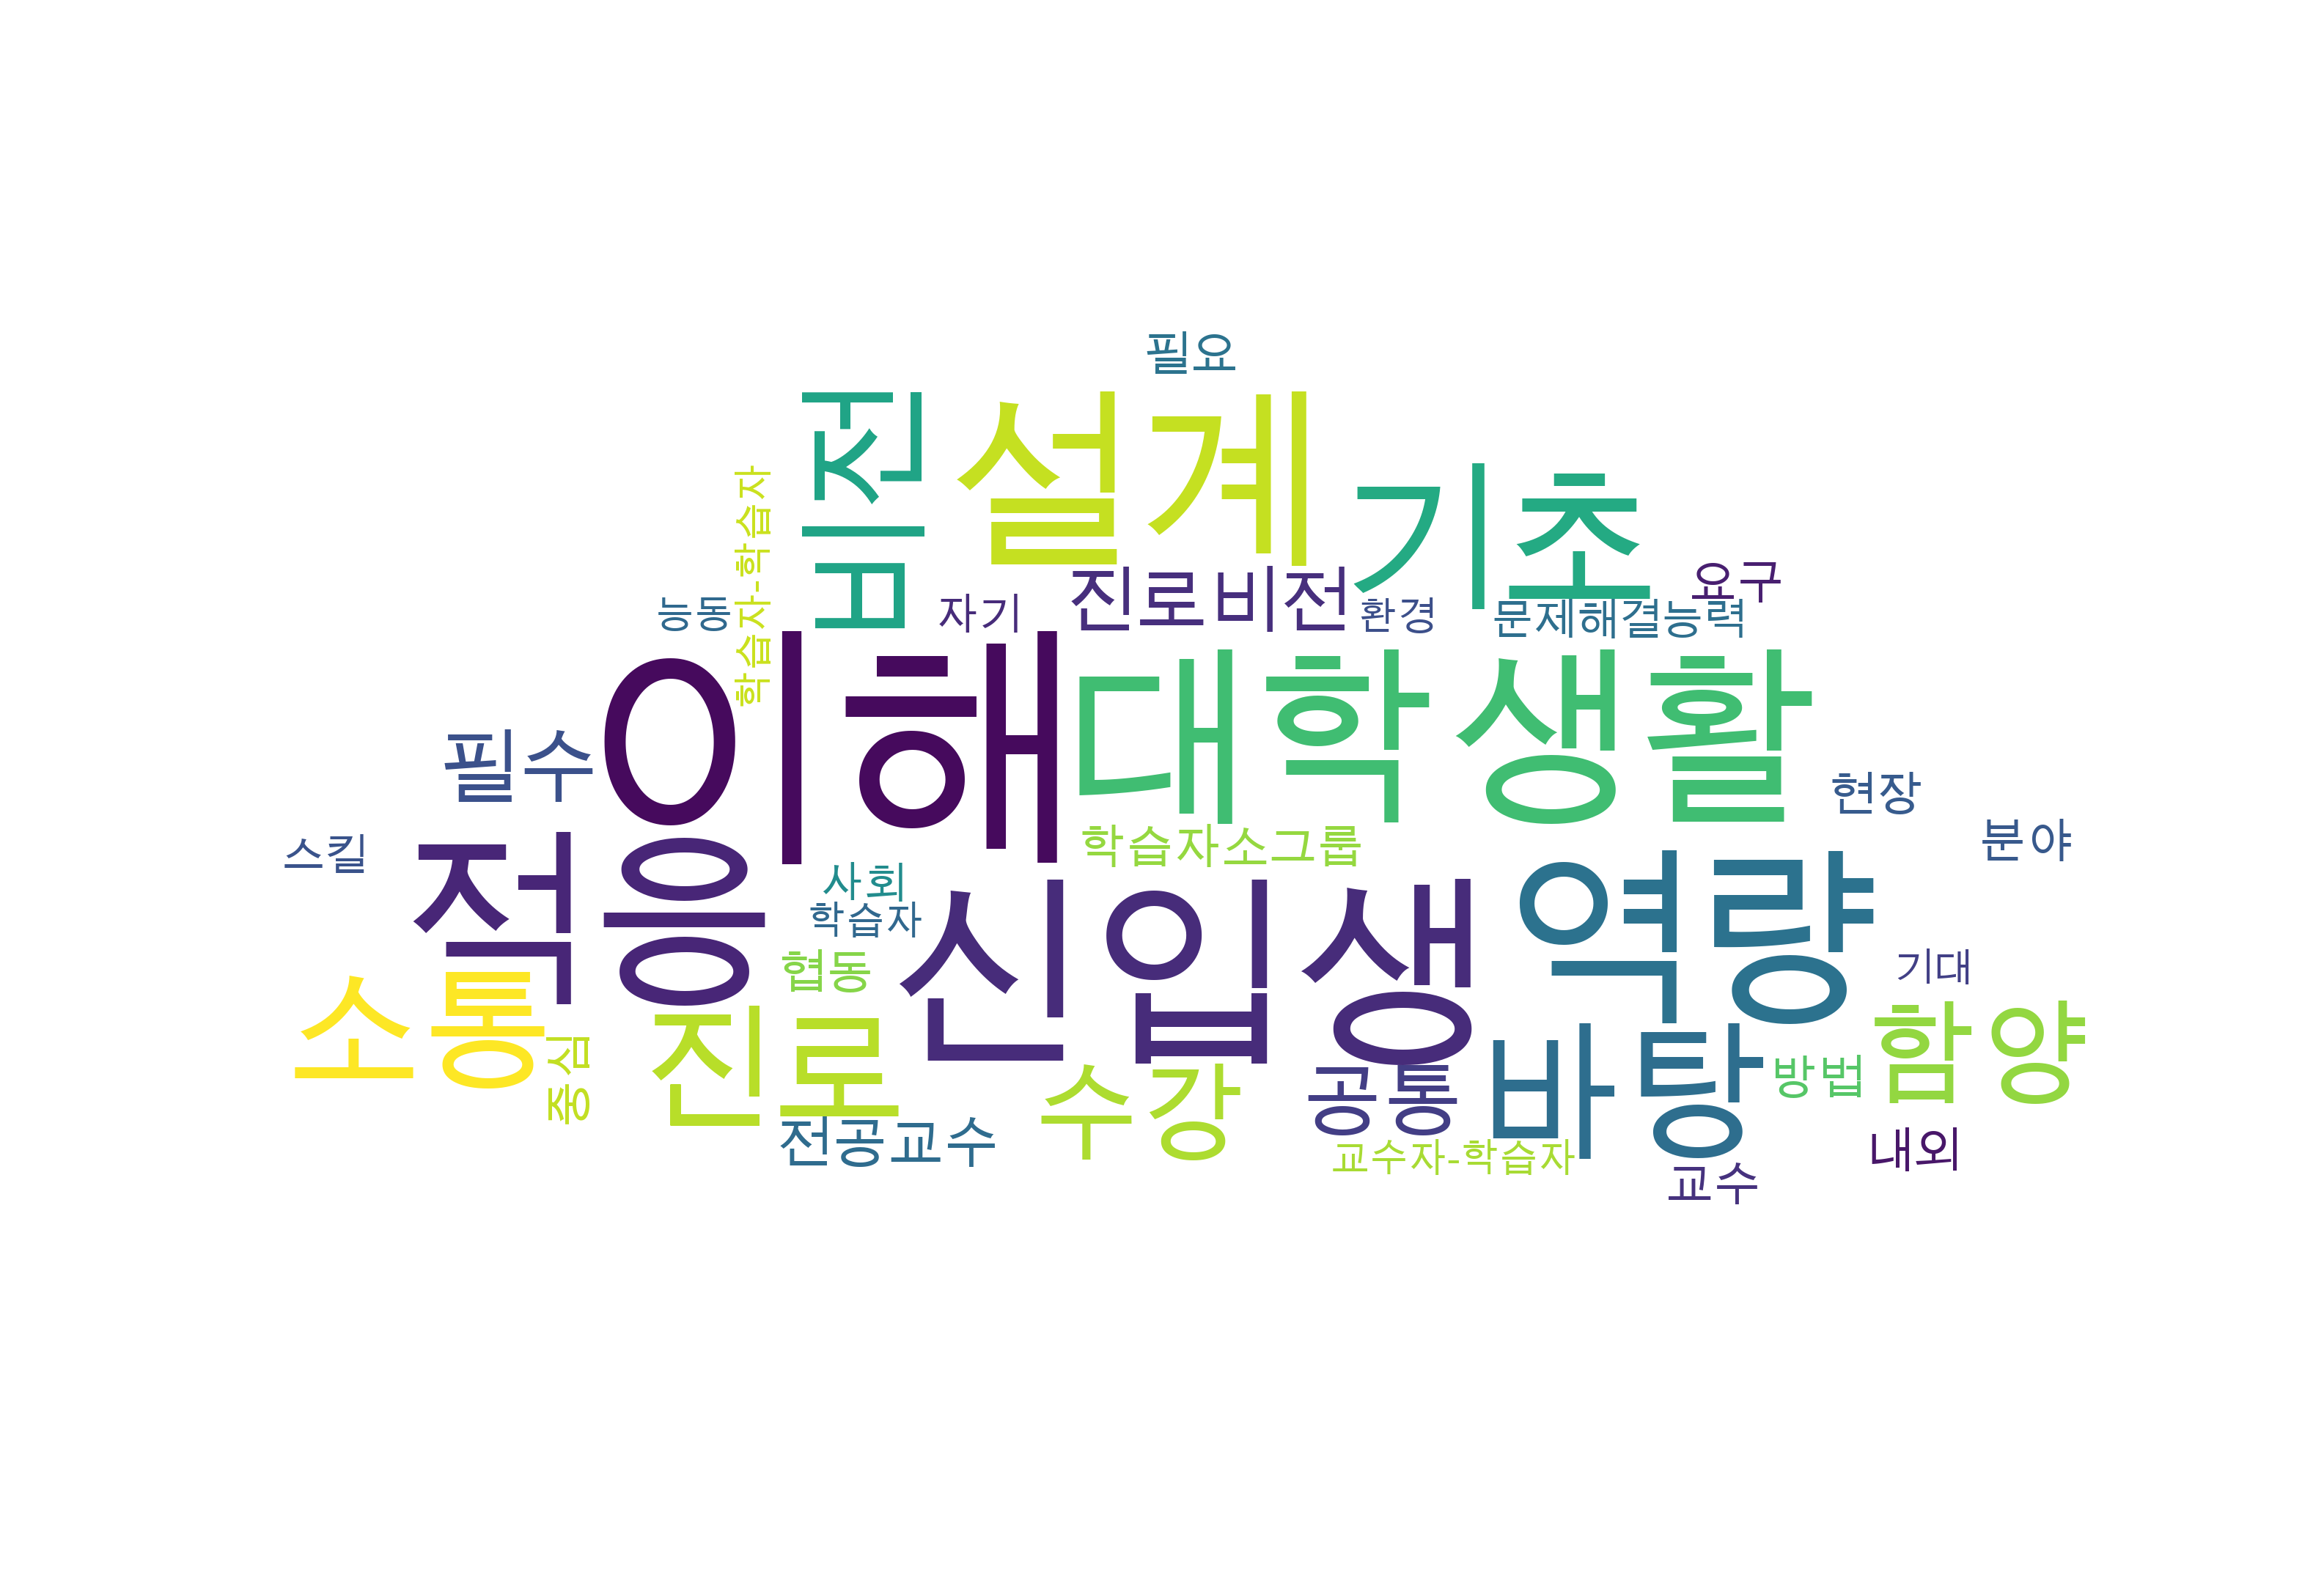 필요
비전
설계
기초
학습자-학습자
능동
자기
진로비전
환경
문제해결능력
요구
이해
대학생활
필수
현장
스킬
적응
사회
학습자
학습자소그룹
역량
분야
소통
협동
신입생
기대
중심
진로
수강
공통
바탕
방법
함양
전공교수
교수자-학습자
교수
내외